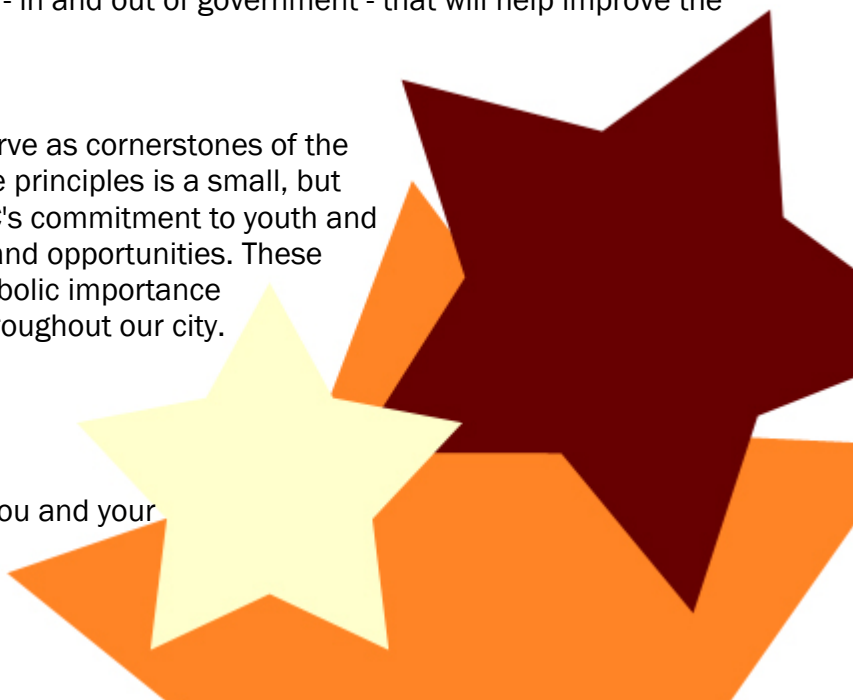 - in and out of government - that will help improve the
rve as cornerstones of the
e principles is a small, but
's commitment to youth and
and opportunities. These
bolic importance
roughout our city.
ou and your